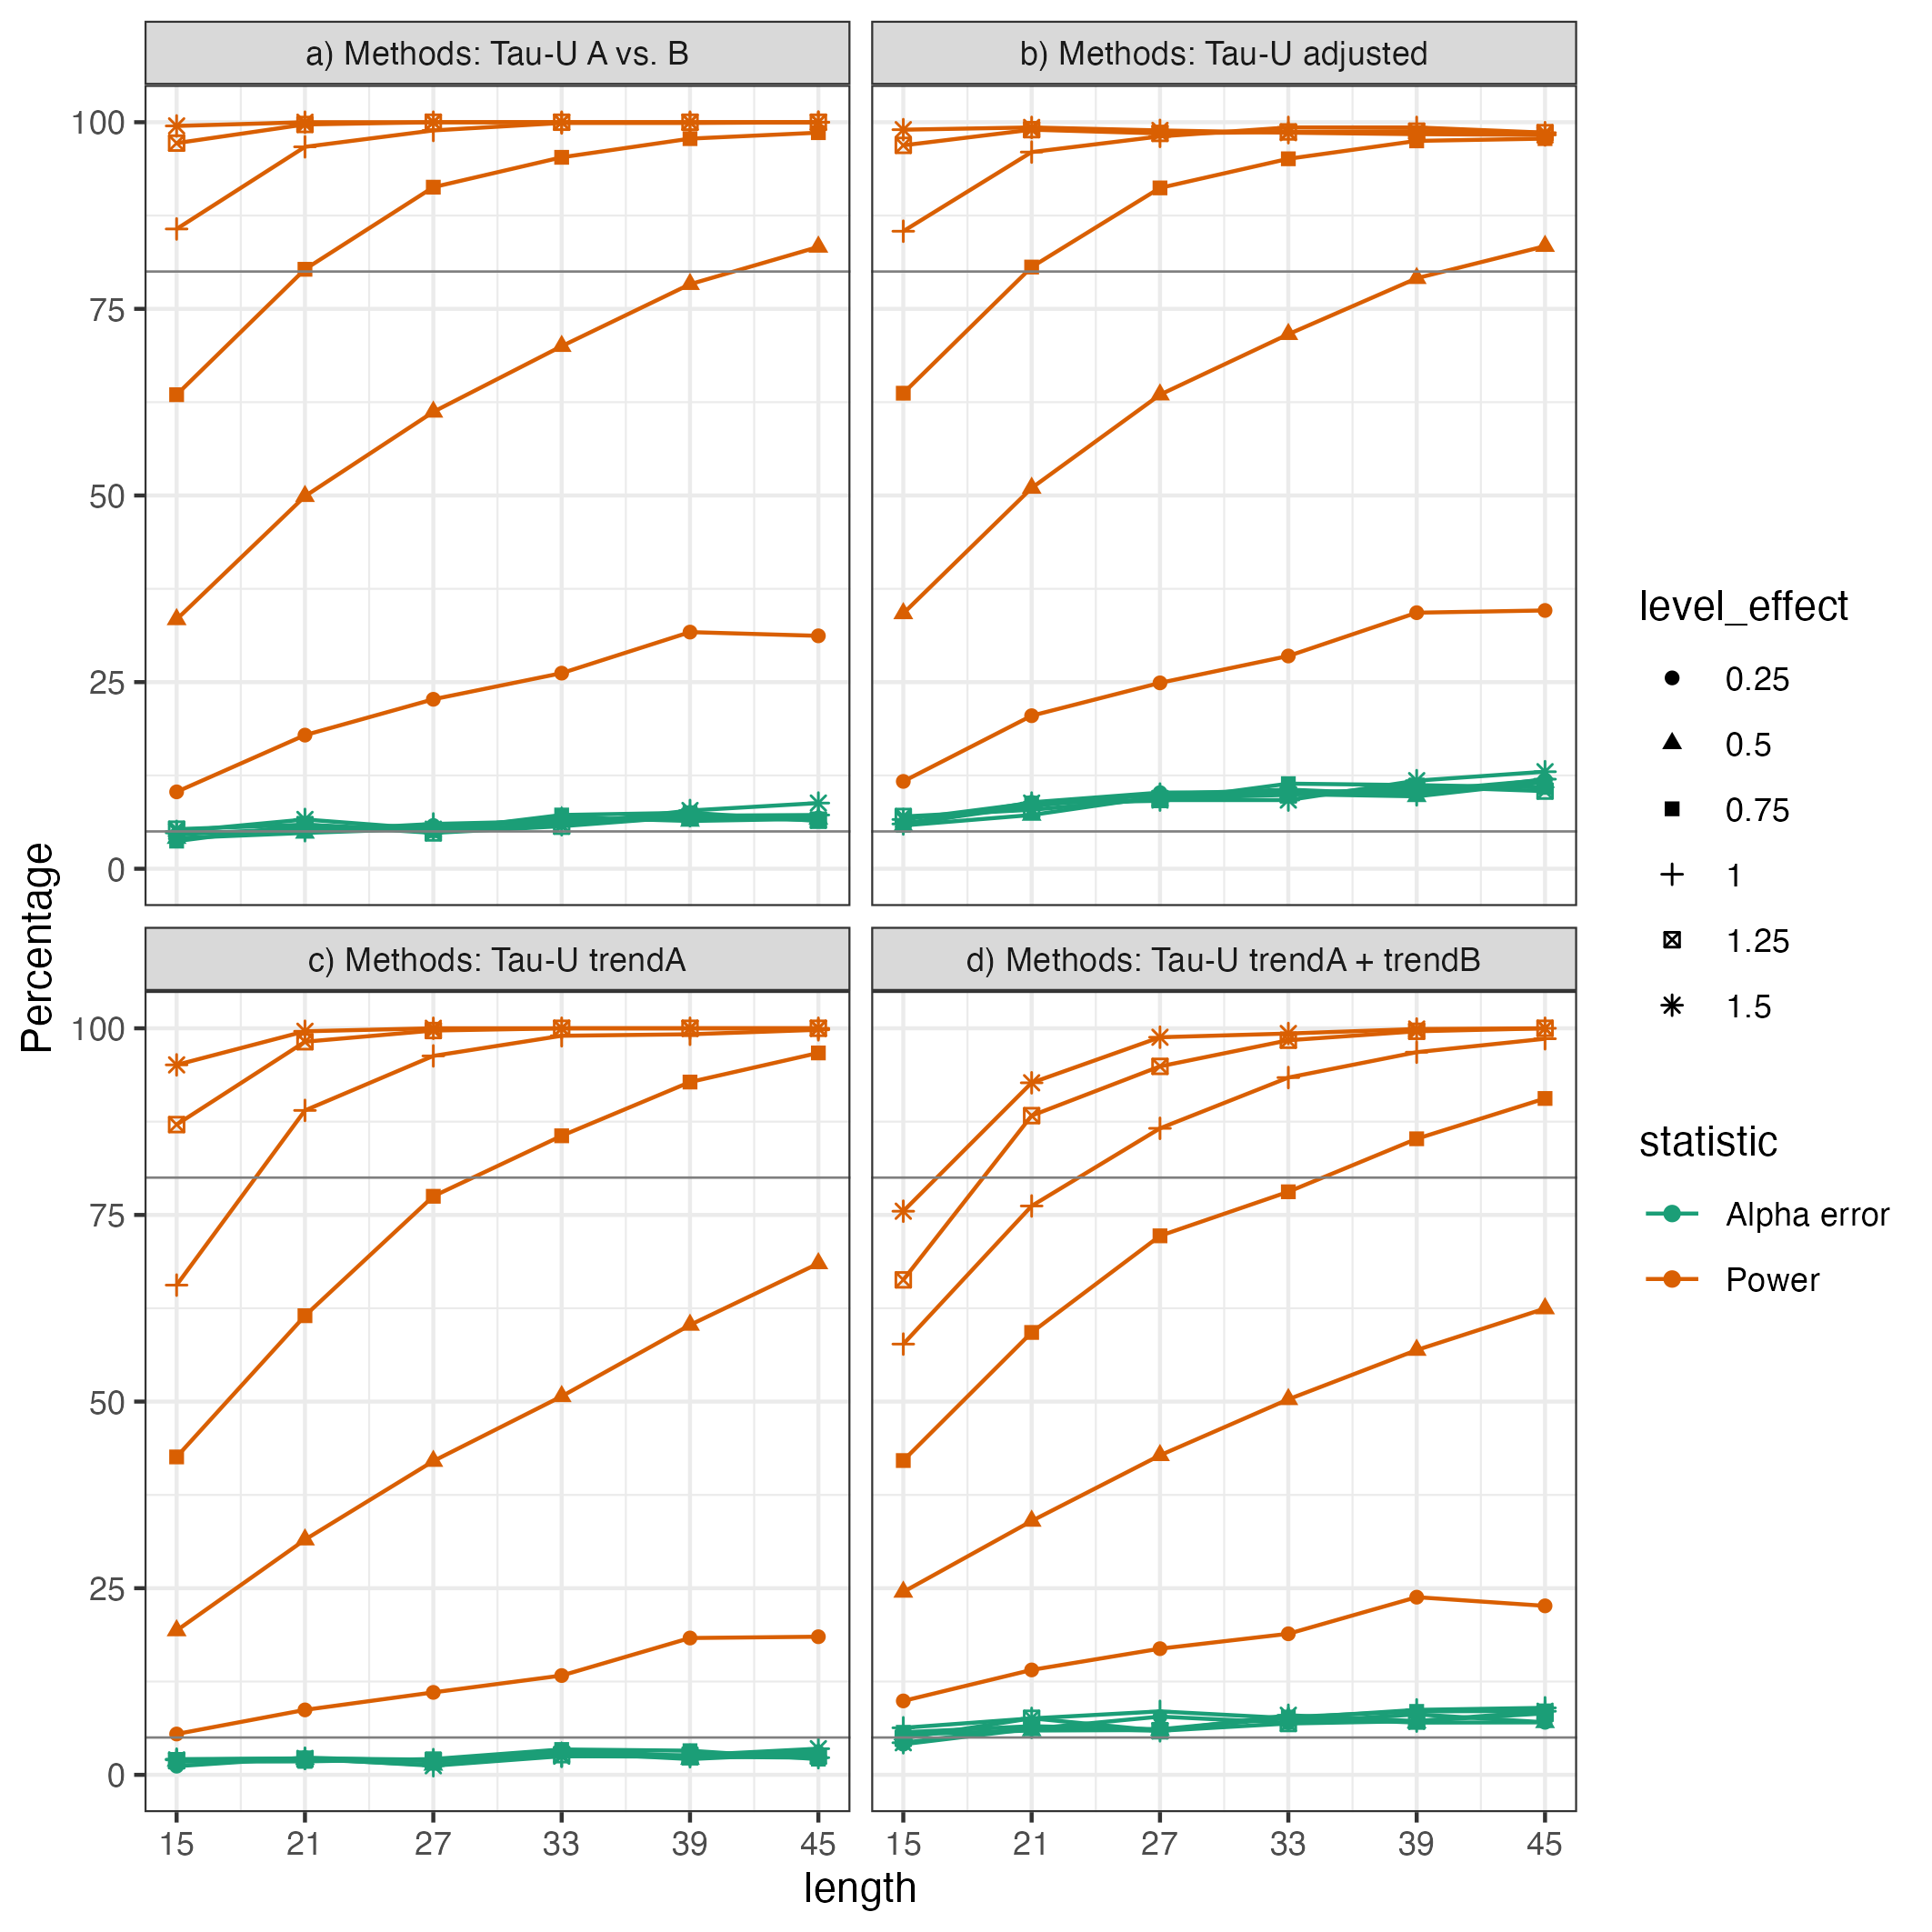 a) Methods: Tau-U A vs. B
b) Methods: Tau-U adjusted
100
75
50
25
0
c) Methods: Tau-U trendA
d) Methods: Tau-U trendA + trendB
100
75
50
25
0
15 21 27 33 39 45
15 21 27 33 39 45
length
Percentage
level_effect
0.25
0.5
0.75
1
1.25
1.5
statistic
Alpha error
Power